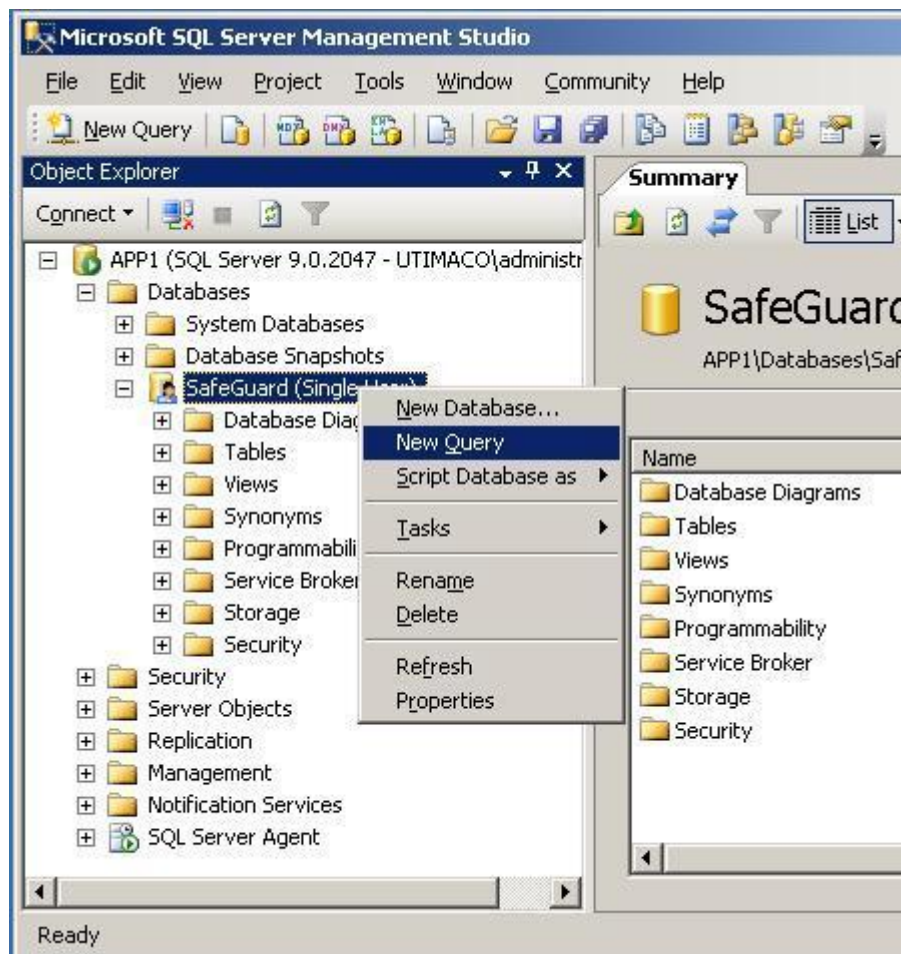 Microsoft SQL Server Management Studio
File Edit View Project Tools Window Community Help
New Query
Object Explorer
Connect
APP1 (SQL Server 9.0.2047 - UTIMACO\administr
Databases
System Databases
Database Snapshots
SafeGuard (Single User)
Database Diag
Tables
Views
Synonyms
Programmabili
Service Broker
Storage
Security
Security
Server Objects
Replication
Management
Notification Services
SQL Server Agent
New Database...
New Query
Script Database as
Tasks
Rename
Delete
Refresh
Properties
Summary
List
SafeGuard
APP1\Databases\Saf
Name
Database Diagrams
Tables
Views
Synonyms
Programmability
Service Broker
Storage
Security
Ready